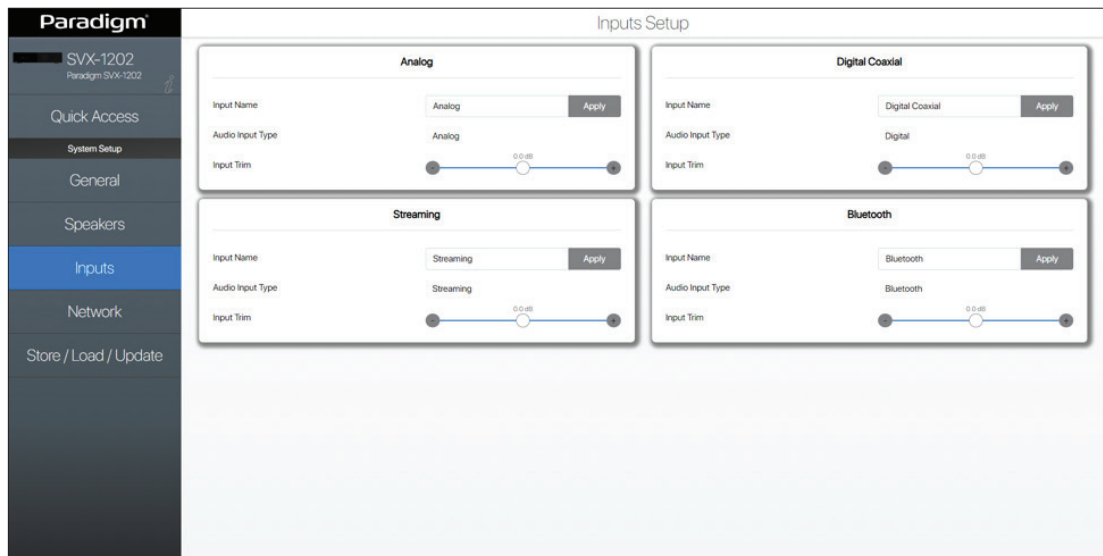 Paradigm®
SVX-1202
Paradigm SVX-1202
Quick Access
System Setup
General
Speakers
Inputs
Network
Store / Load / Update
Inputs Setup
Analog
Input Name
Analog
Apply
Audio Input Type
Analog
Input Trim
-
0.0 dB
+
Digital Coaxial
Input Name
Digital Coaxial
Apply
Audio Input Type
Digital
Input Trim
-
0.0 dB
+
Streaming
Input Name
Streaming
Apply
Audio Input Type
Streaming
Input Trim
-
0.0 dB
+
Bluetooth
Input Name
Bluetooth
Apply
Audio Input Type
Bluetooth
Input Trim
-
0.0 dB
+